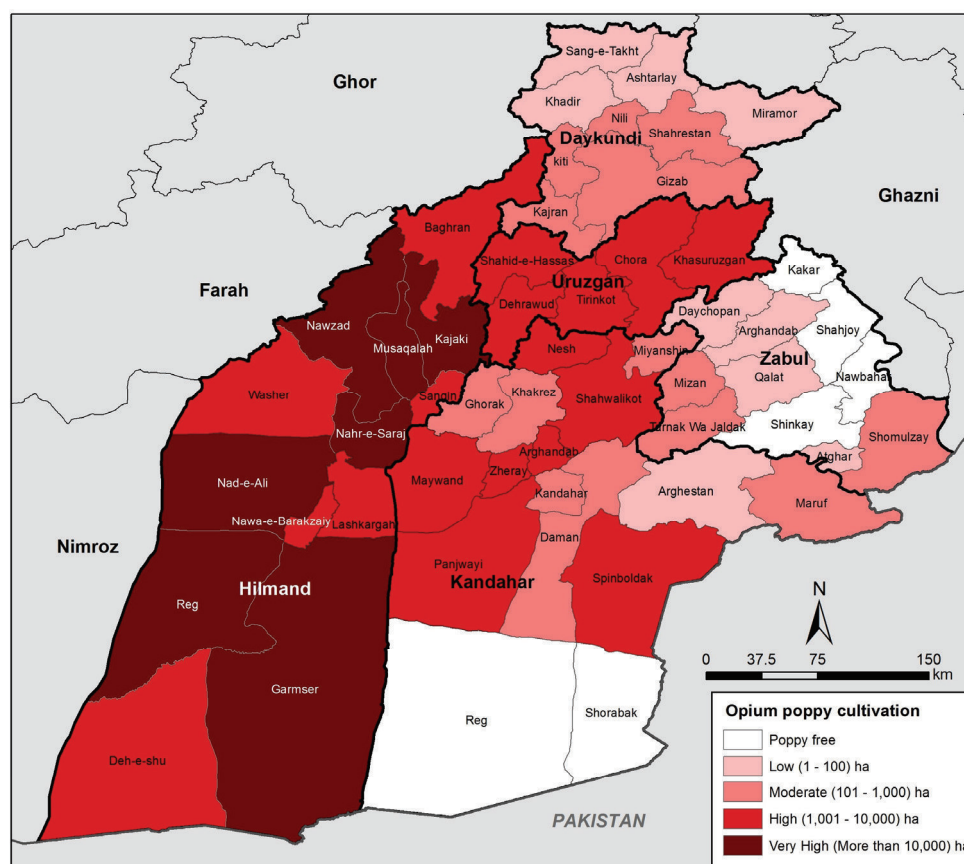 Sang-e-Takht
Ashtarlay
Ghor
Khadir
Miramor
Nili
Daykundi
Shahrestan
kiti
Gizab
Ghazni
Kajran
Baghran
Shahid-e-Hassas
Chora
Khasuruzgan
Kakar
Uruzgan
Farah
Dehrawud
Tirinkot
Daychopan
Nawzad
Arghandab
Shahjoy
Musaqalah
Kajaki
Nesh
Miyanshin
Zabul
Qalat
Nawbahar
Washer
Sangin
Khakrez
Mizan
Ghorak
Shahwalikot
Nahr-e-Saraj
Turnak Wa Jaldak
Shinkay
Shomulzay
Arghandab
Atghar
Nad-e-Ali
Maywand
Zheray
Kandahar
Arghestan
Maruf
Nawa-e-Barakzaiy
Lashkargah
Daman
Nimroz
Panjwayi
Kandahar
Spinboldak
Hilmand
Reg
N
0 37.5 75 150
km
Garmser
Reg
Shorabak
Deh-e-shu
PAKISTAN
Opium poppy cultivation
Poppy free
Low (1 - 100) ha
Moderate (101 - 1,000) ha
High (1,001 - 10,000) ha
Very High (More than 10,000) ha